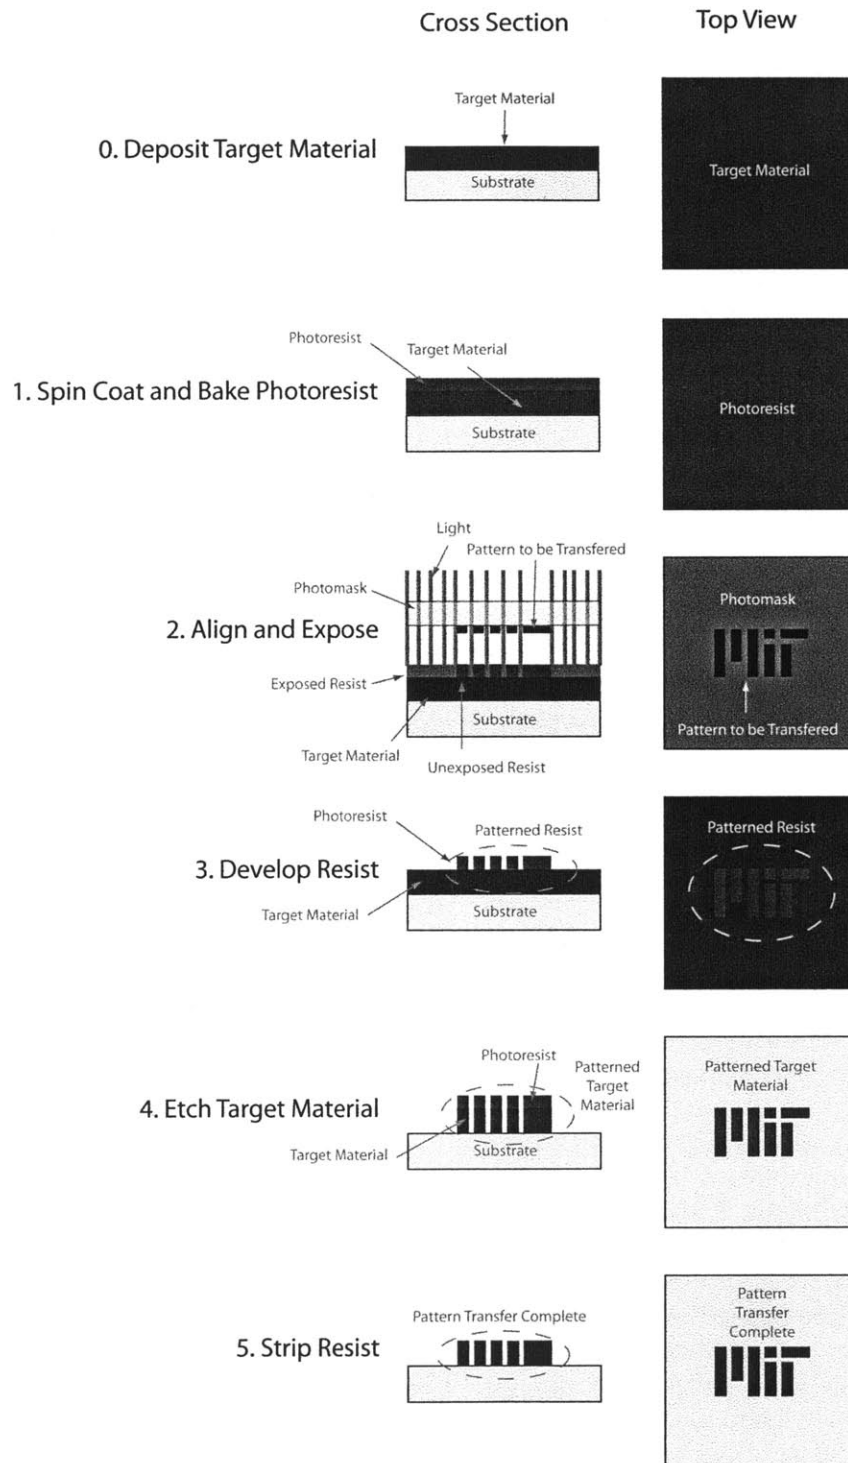 Cross Section
Top View
0. Deposit Target Material
Target Material
Substrate
Target Material
1. Spin Coat and Bake Photoresist
Photoresist
Target Material
Substrate
Photoresist
2. Align and Expose
Light
Pattern to be Transfered
Photomask
Exposed Resist
Substrate
Target Material
Unexposed Resist
Photomask
MIT
Pattern to be Transfered
3. Develop Resist
Photoresist
Patterned Resist
Target Material
Substrate
Patterned Resist
MIT
4. Etch Target Material
Photoresist
Patterned
Target
Material
Target Material
Substrate
Patterned Target
Material
MIT
5. Strip Resist
Pattern Transfer Complete
Pattern
Transfer
Complete
MIT